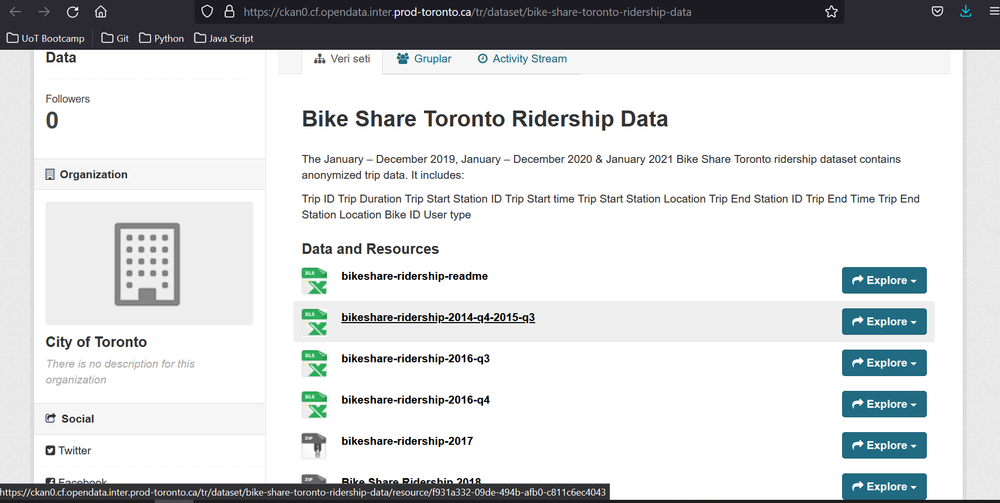 https://ckan0.cf.opendata.inter.prod-toronto.ca/tr/dataset/bike-share-toronto-ridership-data
UoT Bootcamp Git Python Java Script
Data
Followers
0
Organization
City of Toronto
There is no description for this
organization
Social
Twitter
Facebook
Veri seti Gruplar Activity Stream
Bike Share Toronto Ridership Data
The January – December 2019, January – December 2020 & January 2021 Bike Share Toronto ridership dataset contains
anonymized trip data. It includes:
Trip ID Trip Duration Trip Start Station ID Trip Start time Trip Start Station Location Trip End Station ID Trip End Time Trip End
Station Location Bike ID User type
Data and Resources
XLS bikeshare-ridership-readme Explore
XLS bikeshare-ridership-2014-q4-2015-q3 Explore
XLS bikeshare-ridership-2016-q3 Explore
XLS bikeshare-ridership-2016-q4 Explore
ZIP bikeshare-ridership-2017 Explore
ZIP Bike Share Ridership 2018 Explore
https://ckan0.cf.opendata.inter.prod-toronto.ca/tr/dataset/bike-share-toronto-ridership-data/resource/f931a332-09de-494b-afb0-c811c6ec4043